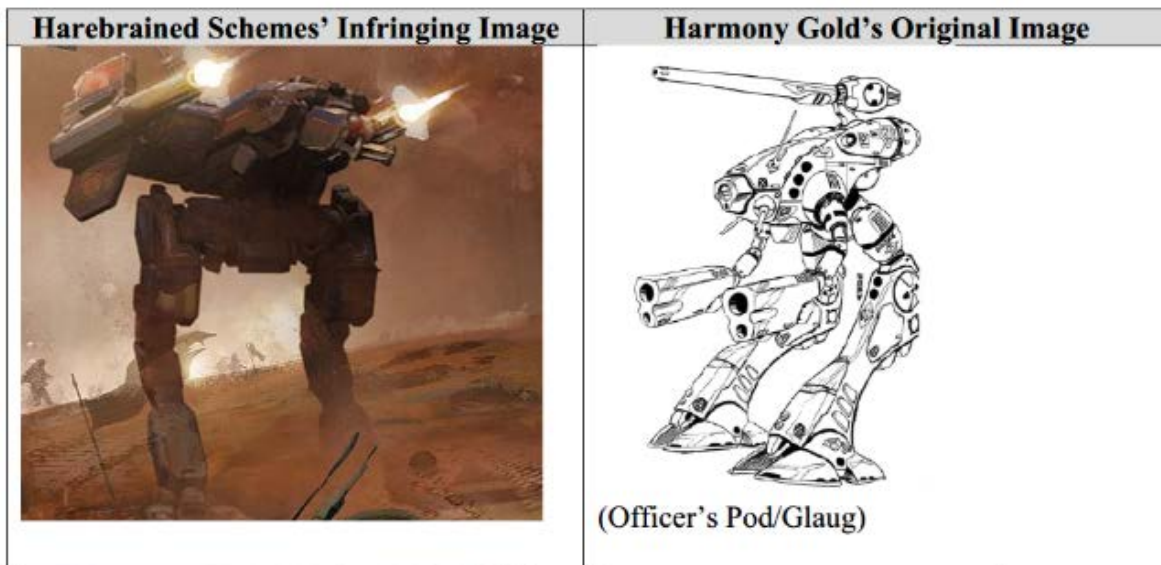 Harebrained Schemes’ Infringing Image
Harmony Gold’s Original Image
(Officer’s Pod/Glaug)